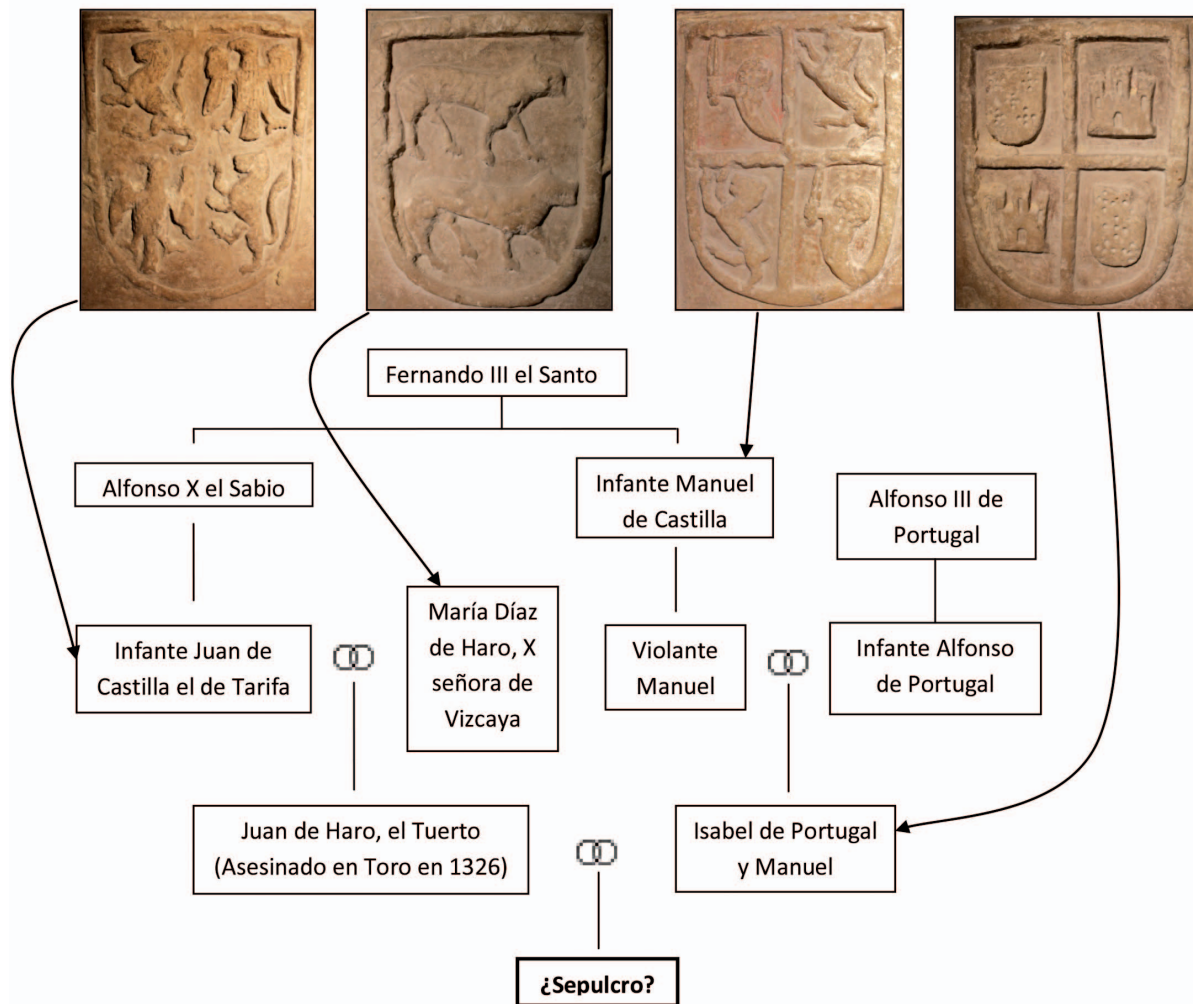 Fernando III el Santo
Alfonso X el Sabio
Infante Manuel
de Castilla
Alfonso III de
Portugal
Infante Juan de
Castilla el de Tarifa
María Díaz
de Haro, X
señora de
Vizcaya
Violante
Manuel
Infante Alfonso
de Portugal
Juan de Haro, el Tuerto
(Asesinado en Toro en 1326)
Isabel de Portugal
y Manuel
¿Sepulcro?